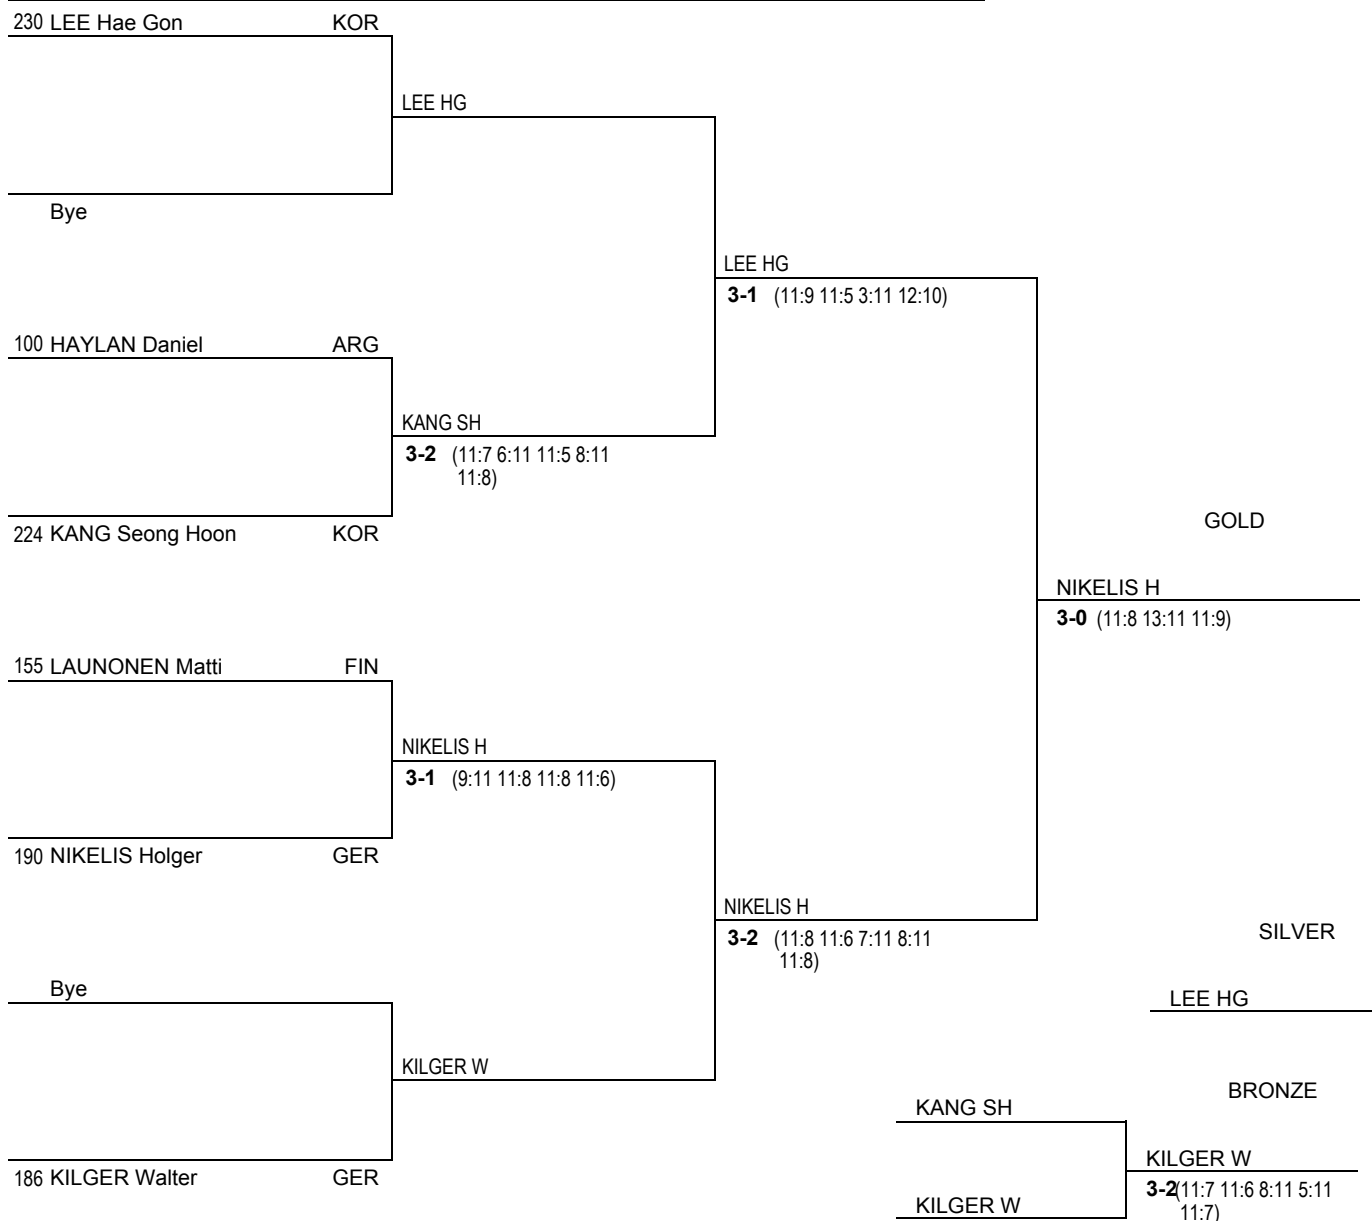 230 LEE Hae Gon KOR
LEE HG
Bye
LEE HG
3-1 (11:9 11:5 3:11 12:10)
100 HAYLAN Daniel ARG
KANG SH
3-2 (11:7 6:11 11:5 8:11
11:8)
224 KANG Seong Hoon KOR
GOLD
NIKELIS H
3-0 (11:8 13:11 11:9)
155 LAUNONEN Matti FIN
NIKELIS H
3-1 (9:11 11:8 11:8 11:6)
190 NIKELIS Holger GER
NIKELIS H
3-2 (11:8 11:6 7:11 8:11
11:8)
SILVER
LEE HG
Bye
KILGER W
186 KILGER Walter GER
BRONZE
KANG SH
KILGER W
3-2(11:7 11:6 8:11 5:11
11:7)
KILGER W